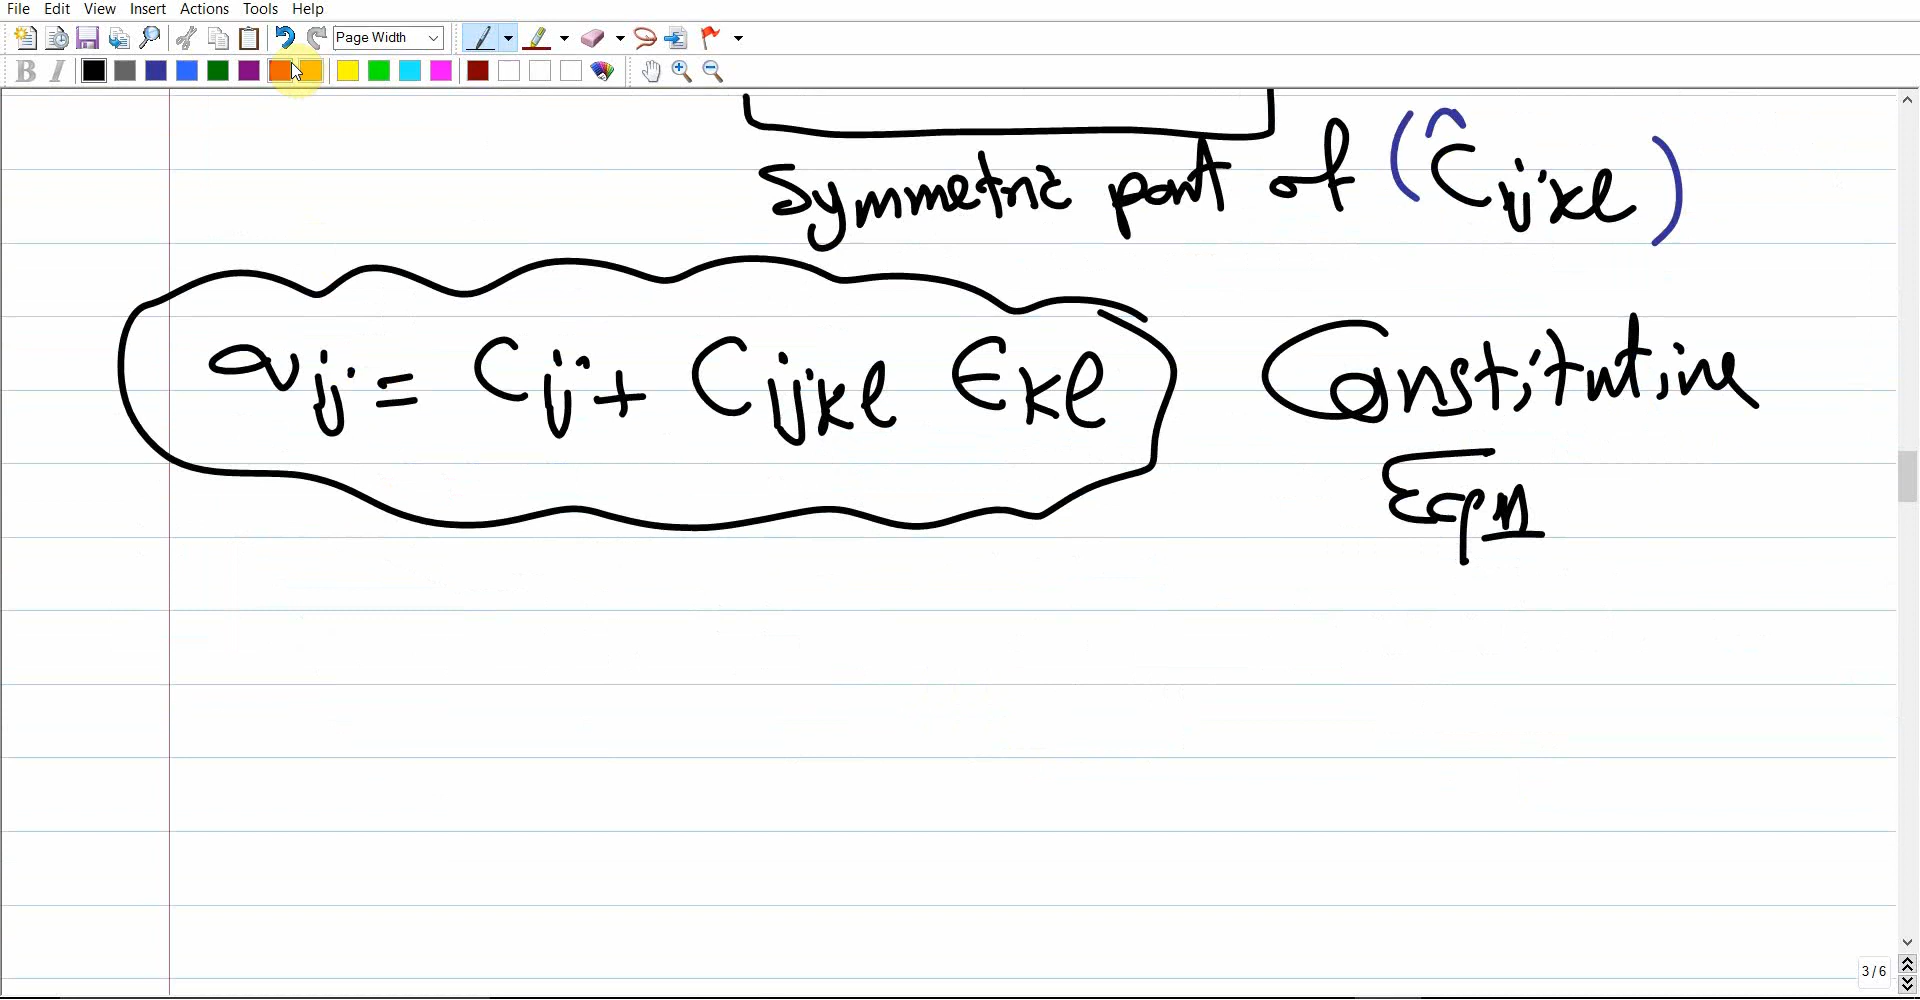 File Edit View Insert Actions Tools Help
Page Width
B I
Symmetric part of (Ĉijkl)
σij = Cij + Cijkl ϵkl
Constitutive
Eqn
3 / 6